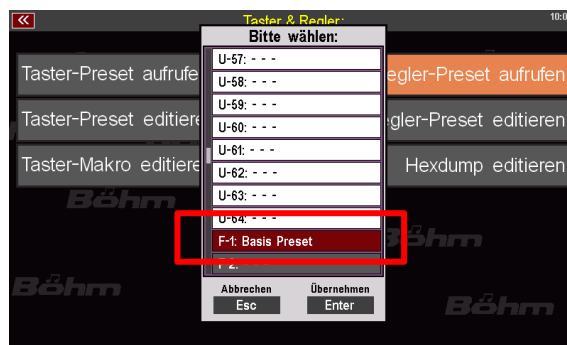 Taster & Regler:
10:0
Bitte wählen:
U-57: - - -
U-58: - - -
U-59: - - -
U-60: - - -
U-61: - - -
U-62: - - -
U-63: - - -
U-64: - - -
F-1: Basis Preset
F-2: - - -
Taster-Preset aufrufe
egler-Preset aufrufen
Taster-Preset editiere
egler-Preset editieren
Taster-Makro editiere
Hexdump editieren
Böhm
Böhm
Böhm
Böhm
Abbrechen
Esc
Übernehmen
Enter